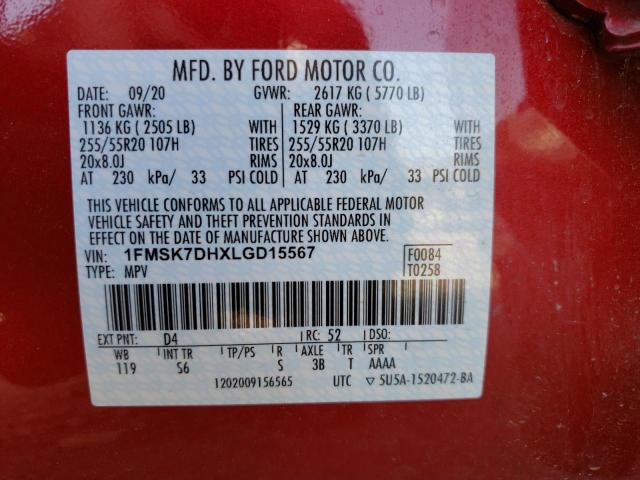 MFD. BY FORD MOTOR CO.
DATE: 09/20 GVWR: 2617 KG ( 5770 LB)
FRONT GAWR: REAR GAWR:
1136 KG ( 2505 LB) WITH 1529 KG ( 3370 LB) WITH
255/55R20 107H TIRES 255/55R20 107H TIRES
20x8.0J RIMS 20x8.0J RIMS
AT 230 kPa/ 33 PSI COLD AT 230 kPa/ 33 PSI COLD
THIS VEHICLE CONFORMS TO ALL APPLICABLE FEDERAL MOTOR
VEHICLE SAFETY AND THEFT PREVENTION STANDARDS IN
EFFECT ON THE DATE OF MANUFACTURE SHOWN ABOVE.
VIN: 1FMSK7DHXLGD15567 F0084
TYPE: MPV T0258
EXT PNT: D4 RC: 52 DSO:
WB INT TR TP/PS R AXLE TR SPR
119 S6 S 3B T AAAA
1202009156565 UTC ▽ 5U5A-1520472-BA